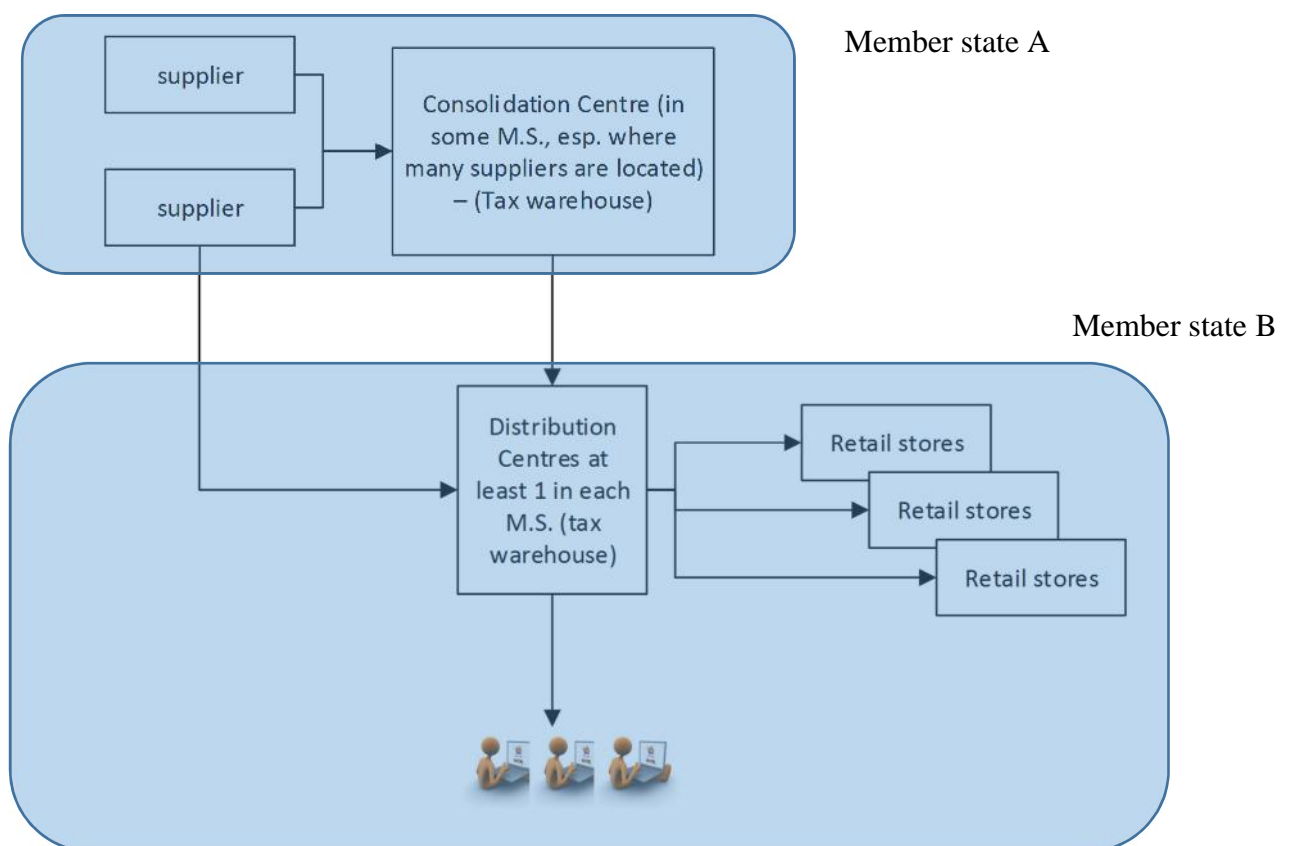 Member state A
supplier
Consolidation Centre (in
some M.S., esp. where
many suppliers are located)
– (Tax warehouse)
supplier
Member state B
Distribution
Centres at
least 1 in each
M.S. (tax
warehouse)
Retail stores
Retail stores
Retail stores